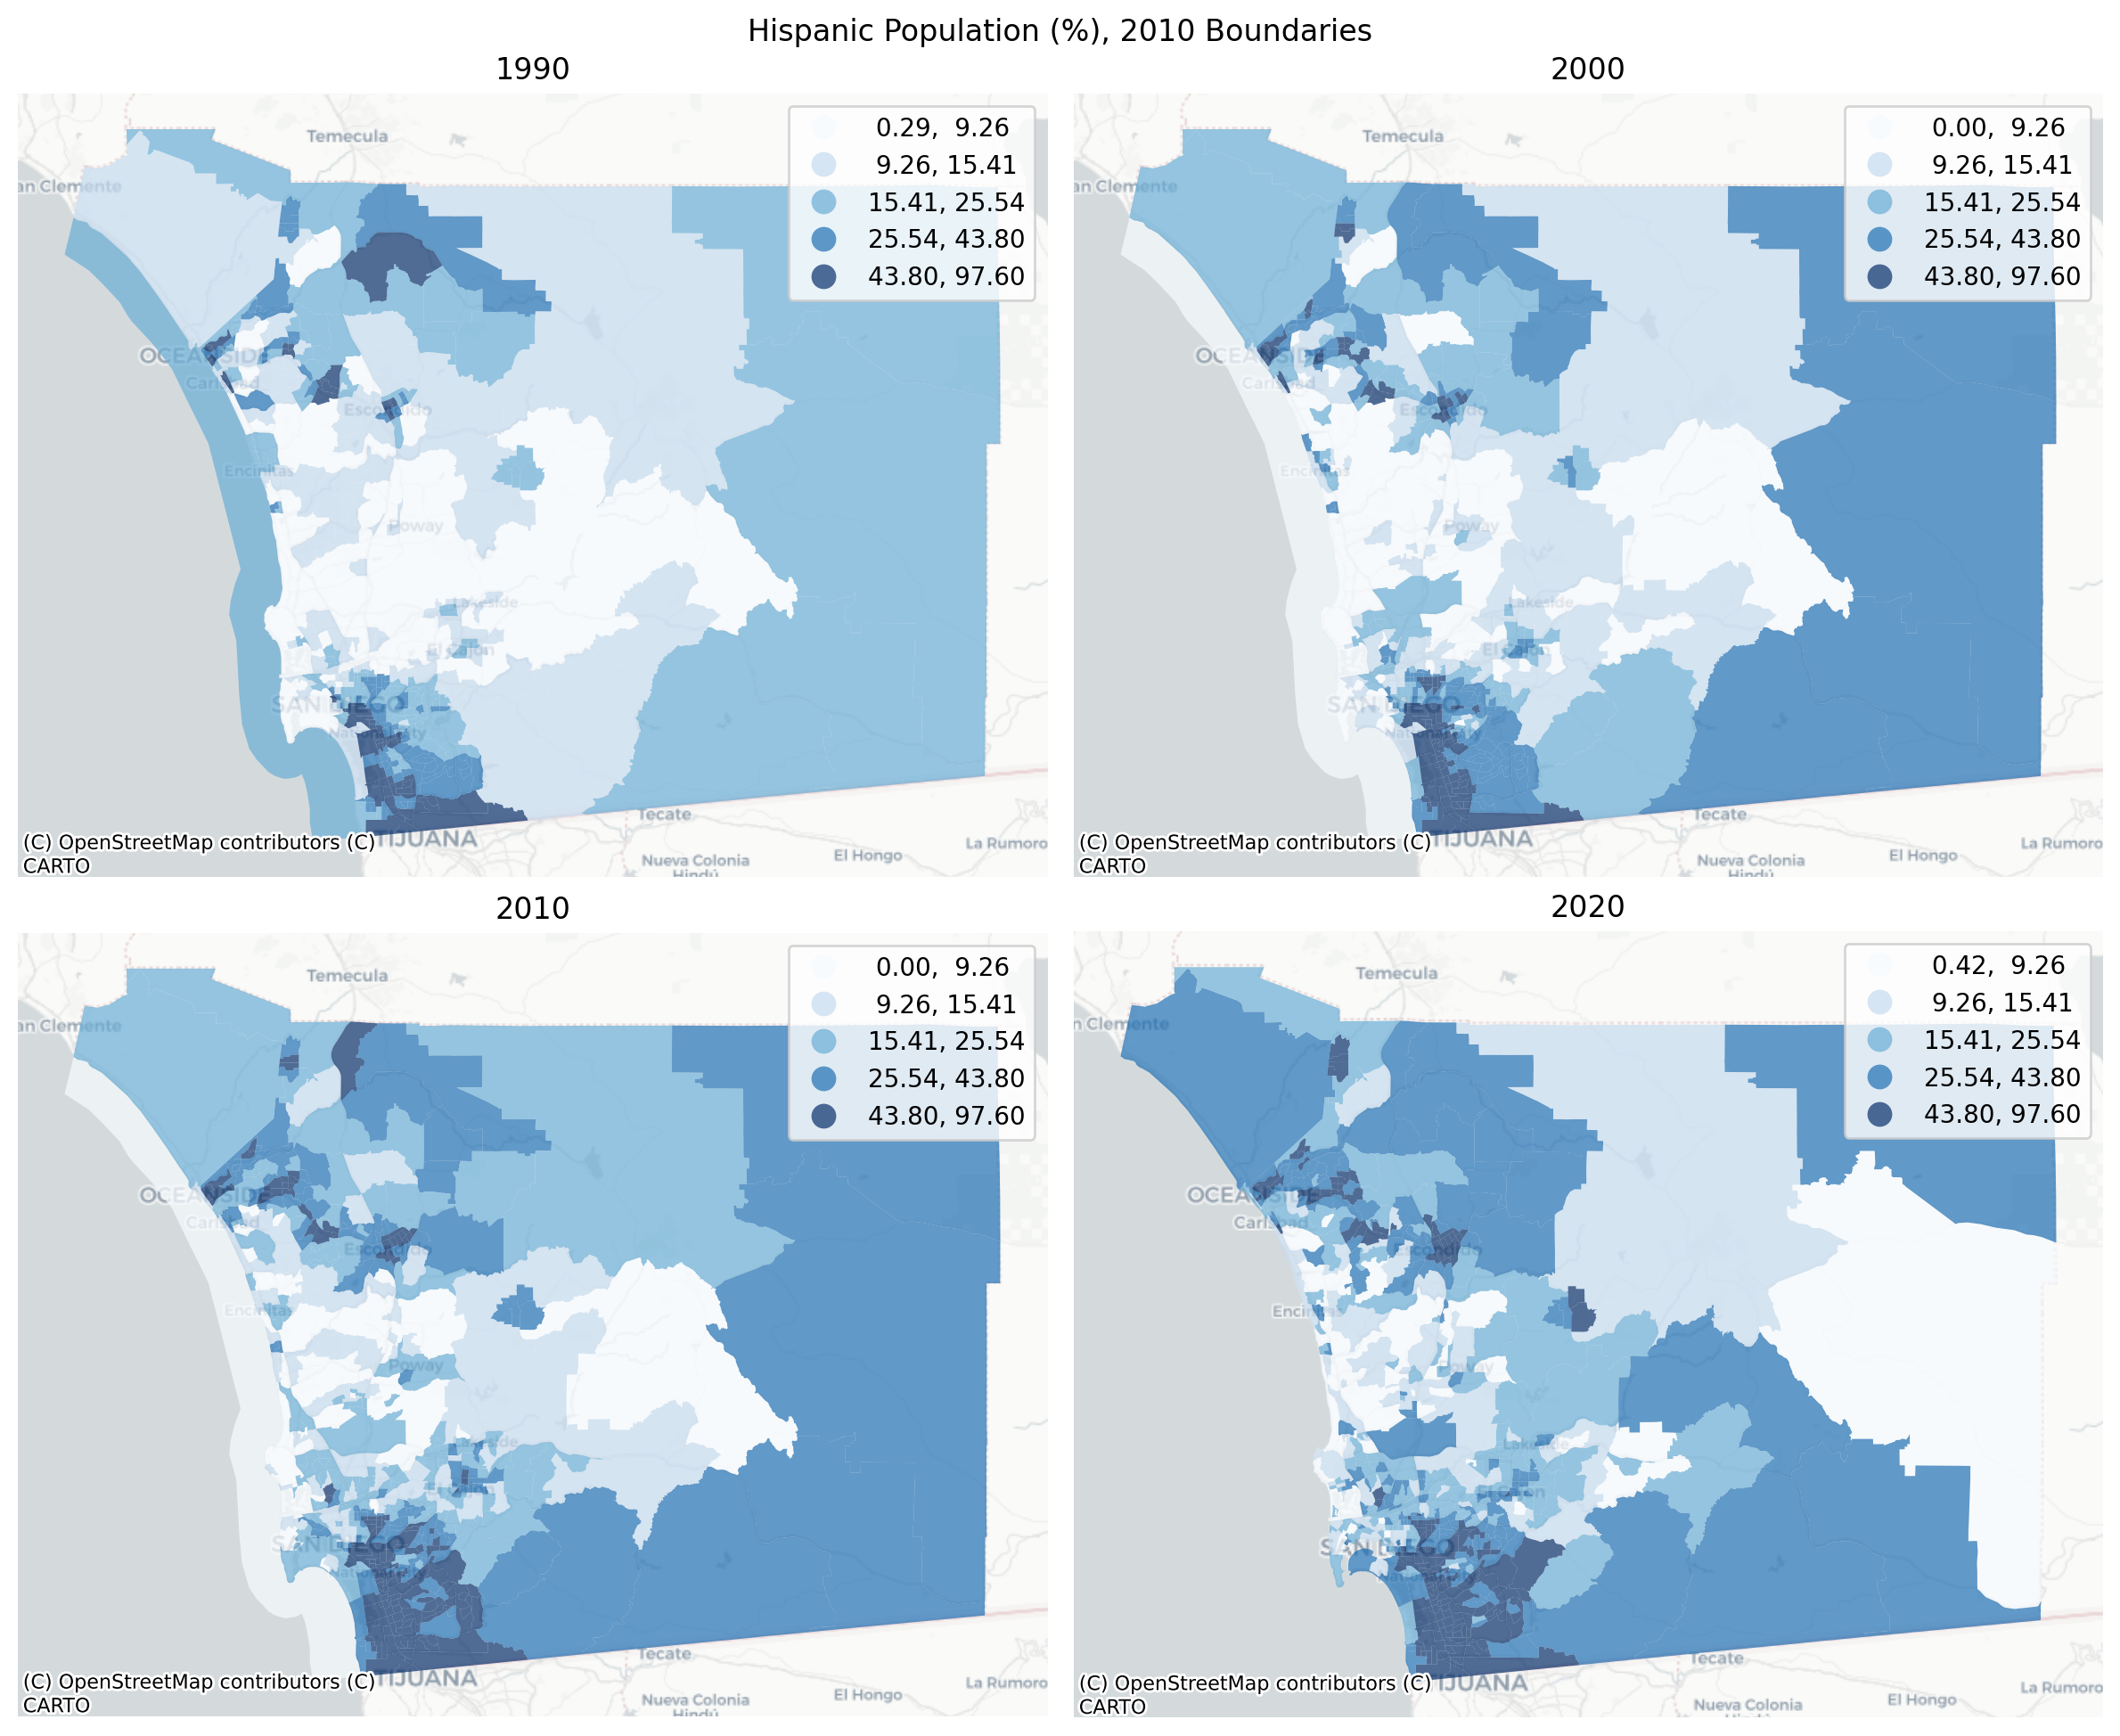 Hispanic Population (%), 2010 Boundaries
1990
Temecula
an Clemente
0.29, 9.26
9.26, 15.41
15.41, 25.54
25.54, 43.80
43.80, 97.60
OCEANSIDE
Carlsbad
Escondido
Encinitas
Poway
Lakeside
El Cajon
SAN DIEGO
National City
Tecate
TIJUANA
El Hongo
La Rumoro
Nueva Colonia
Hindú
(C) OpenStreetMap contributors (C)
CARTO
2000
Temecula
an Clemente
0.00, 9.26
9.26, 15.41
15.41, 25.54
25.54, 43.80
43.80, 97.60
OCEANSIDE
Carlsbad
Escondido
Encinitas
Poway
Lakeside
El Cajon
SAN DIEGO
National City
Tecate
TIJUANA
El Hongo
La Rumoro
Nueva Colonia
Hindú
(C) OpenStreetMap contributors (C)
CARTO
2010
Temecula
an Clemente
0.00, 9.26
9.26, 15.41
15.41, 25.54
25.54, 43.80
43.80, 97.60
OCEANSIDE
Carlsbad
Escondido
Encinitas
Poway
Lakeside
El Cajon
SAN DIEGO
National City
Tecate
TIJUANA
El Hongo
La Rumoro
Nueva Colonia
Hindú
(C) OpenStreetMap contributors (C)
CARTO
2020
Temecula
n Clemente
0.42, 9.26
9.26, 15.41
15.41, 25.54
25.54, 43.80
43.80, 97.60
OCEANSIDE
Carlsbad
Escondido
Encinitas
Poway
Lakeside
El Cajon
SAN DIEGO
National City
Tecate
TIJUANA
El Hongo
La Rumoro
Nueva Colonia
Hindú
(C) OpenStreetMap contributors (C)
CARTO